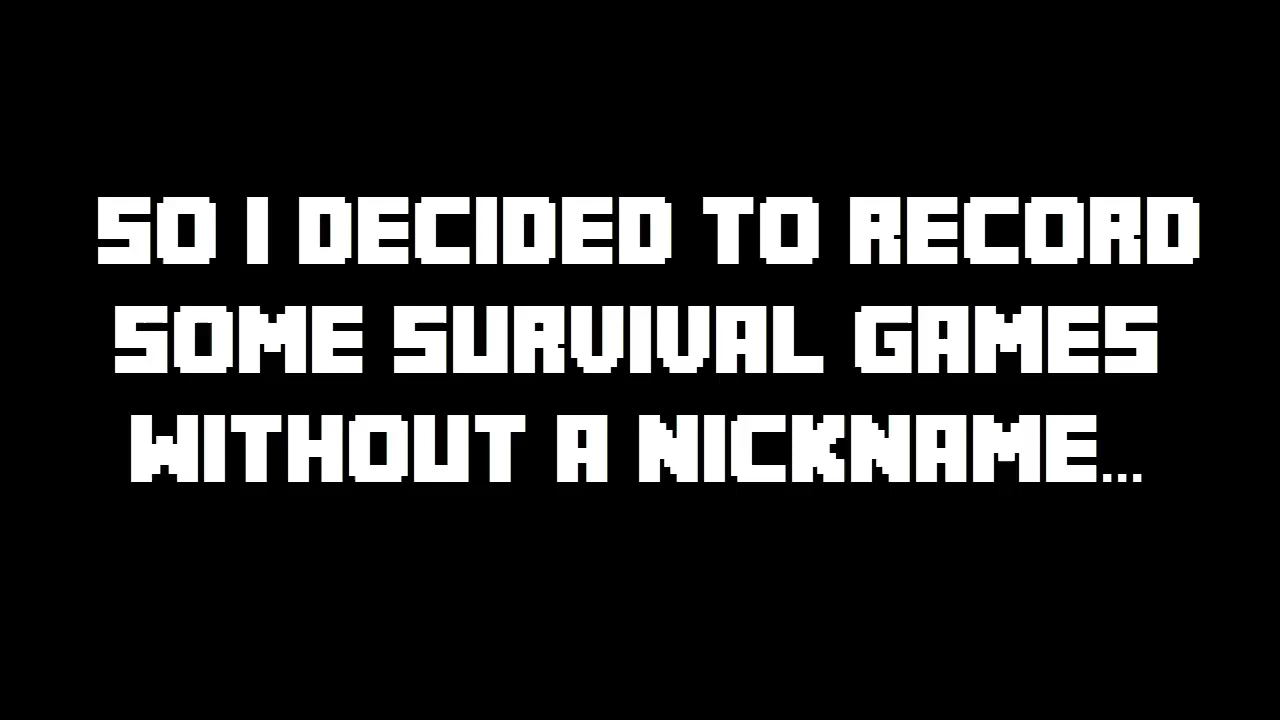 SO I DECIDED TO RECORD
SOME SURVIVAL GAMES
WITHOUT A NICKNAME...